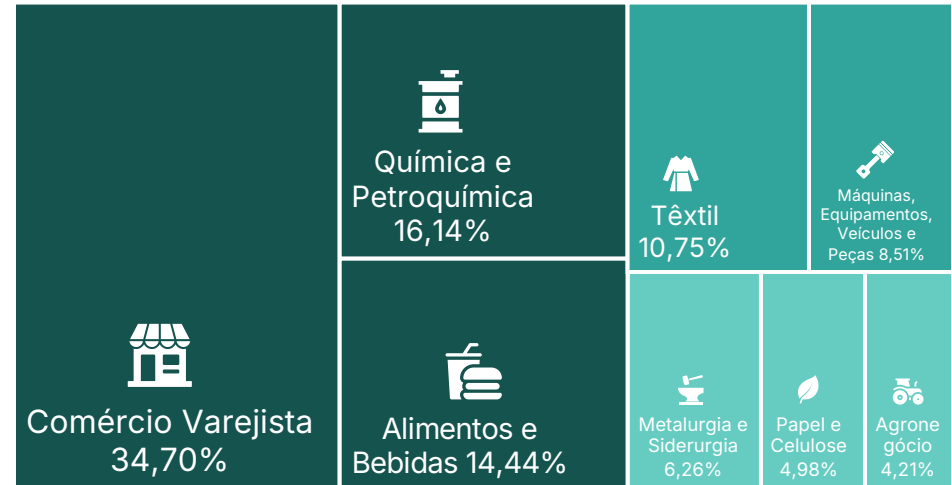 Comércio Varejista
34,70%
Química e
Petroquímica
16,14%
Alimentos e
Bebidas 14,44%
Têxtil
10,75%
Máquinas,
Equipamentos,
Veículos e
Peças 8,51%
Metalurgia e
Siderurgia
6,26%
Papel e
Celulose
4,98%
Agrone
gócio
4,21%